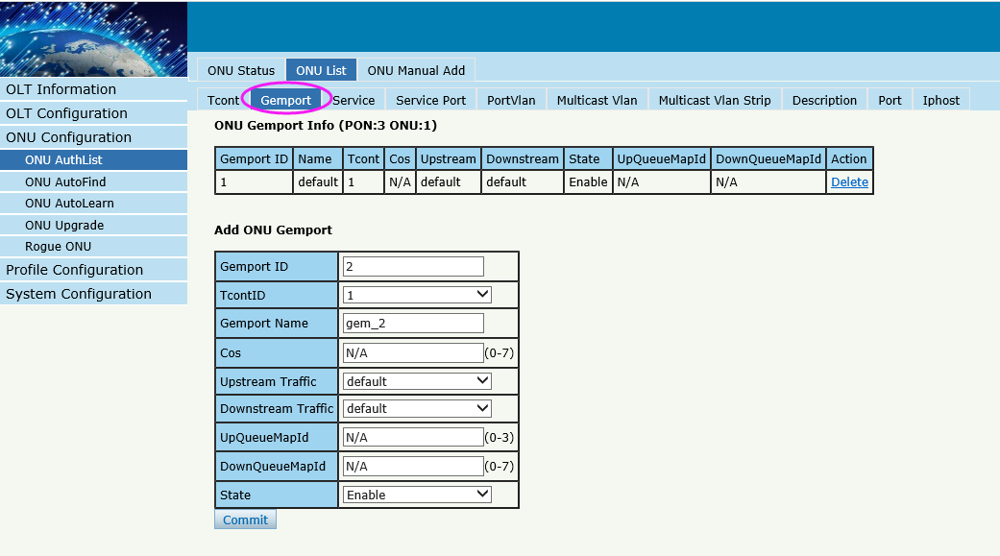 ONU Status ONU List ONU Manual Add
OLT Information
OLT Configuration
ONU Configuration
ONU AuthList
ONU AutoFind
ONU AutoLearn
ONU Upgrade
Rogue ONU
Profile Configuration
System Configuration
Tcont Gemport Service Service Port PortVlan Multicast Vlan Multicast Vlan Strip Description Port Iphost
ONU Gemport Info (PON:3 ONU:1)
Gemport ID Name Tcont Cos Upstream Downstream State UpQueueMapId DownQueueMapId Action
1 default 1 N/A default default Enable N/A N/A Delete
Add ONU Gemport
Gemport ID 2
TcontID 1
Gemport Name gem_2
Cos N/A (0-7)
Upstream Traffic default
Downstream Traffic default
UpQueueMapId N/A (0-3)
DownQueueMapId N/A (0-7)
State Enable
Commit